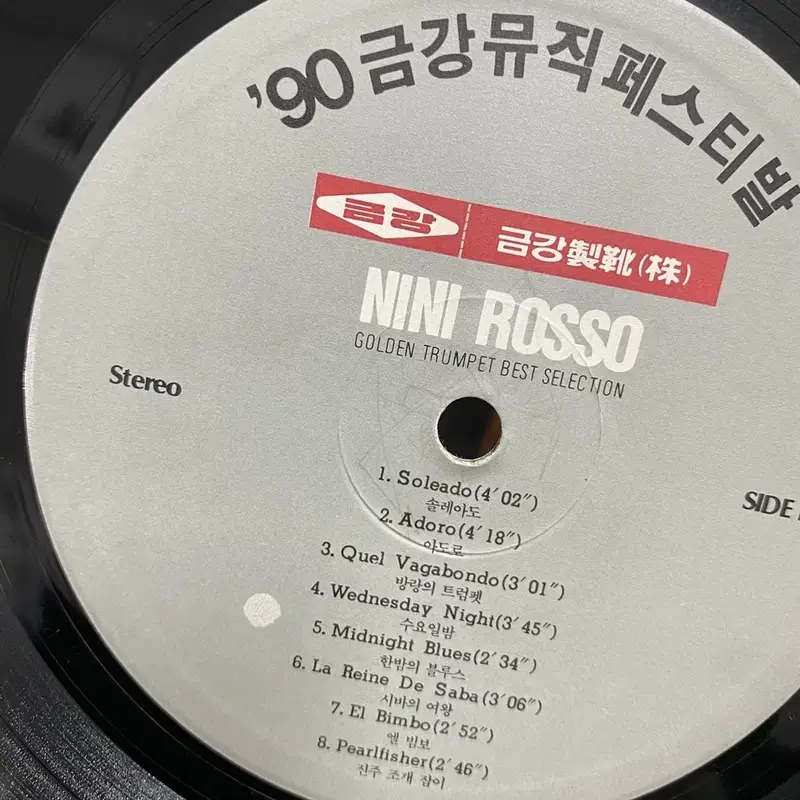 '90 금강뮤직페스티발
금강
금강製靴(株)
NINI ROSSO
GOLDEN TRUMPET BEST SELECTION
Stereo
SIDE
1. Soleado(4′02″)
솔레아도
2. Adoro(4′18″)
아도로
3. Quel Vagabondo(3′01″)
방랑의 트럼펫
4. Wednesday Night(3′45″)
수요일밤
5. Midnight Blues(2′34″)
한밤의 블루스
6. La Reine De Saba(3′06″)
시바의 여왕
7. El Bimbo(2′52″)
엘 빔보
8. Pearlfisher(2′46″)
진주 조개 잡이